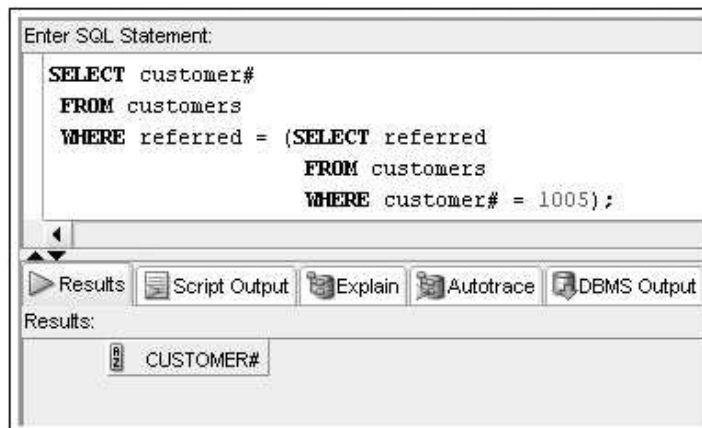 Enter SQL Statement:
SELECT customer#
FROM customers
WHERE referred = (SELECT referred
FROM customers
WHERE customer# = 1005);
Results Script Output Explain Autotrace DBMS Output
Results:
A Z CUSTOMER#